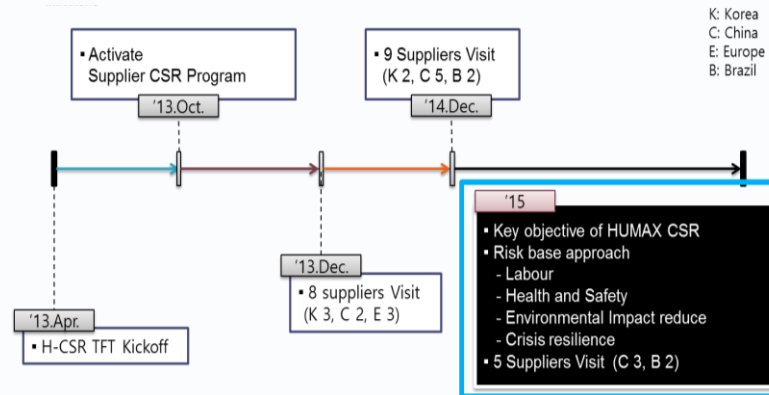 K: Korea
C: China
E: Europe
B: Brazil
▪ Activate
Supplier CSR Program
'13.Oct.
▪ 9 Suppliers Visit
(K 2, C 5, B 2)
'14.Dec.
'13.Apr.
▪ H-CSR TFT Kickoff
'13.Dec.
▪ 8 suppliers Visit
(K 3, C 2, E 3)
'15
▪ Key objective of HUMAX CSR
▪ Risk base approach
- Labour
- Health and Safety
- Environmental Impact reduce
- Crisis resilience
▪ 5 Suppliers Visit (C 3, B 2)